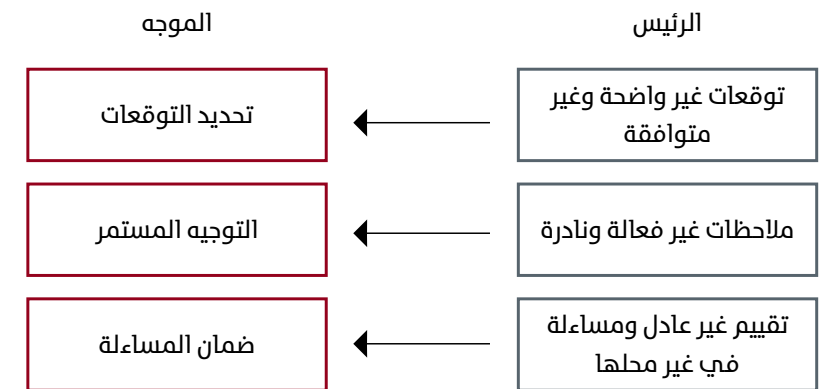 الرئيس
الموجه
توقعات غير واضحة وغير
متوافقة
تحديد التوقعات
ملاحظات غير فعالة ونادرة
التوجيه المستمر
تقييم غير عادل ومساءلة
في غير محلها
ضمان المساءلة